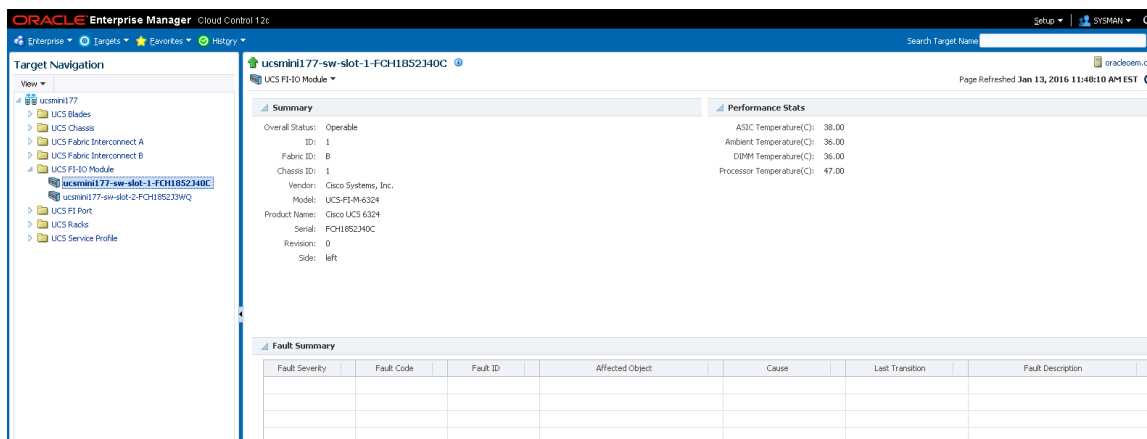 ORACLE Enterprise Manager Cloud Control 12c
Setup SYSMAN
Enterprise Targets Favorites History
Search Target Name
Target Navigation
View
ucsmini177
UCS Blades
UCS Chassis
UCS Fabric Interconnect A
UCS Fabric Interconnect B
UCS FI-IO Module
ucsmini177-sw-slot-1-FCH1852J40C
ucsmini177-sw-slot-2-FCH1852J3WQ
UCS FI Port
UCS Racks
UCS Service Profile
ucsmini177-sw-slot-1-FCH1852J40C
oracleoem.c
UCS FI-IO Module
Page Refreshed Jan 13, 2016 11:48:10 AM EST
Summary
Overall Status: Operable
ID: 1
Fabric ID: B
Chassis ID: 1
Vendor: Cisco Systems, Inc.
Model: UCS-FI-M-6324
Product Name: Cisco UCS 6324
Serial: FCH1852J40C
Revision: 0
Side: left
Performance Stats
ASIC Temperature(C): 38.00
Ambient Temperature(C): 36.00
DIMM Temperature(C): 36.00
Processor Temperature(C): 47.00
Fault Summary
Fault Severity Fault Code Fault ID Affected Object Cause Last Transition Fault Description